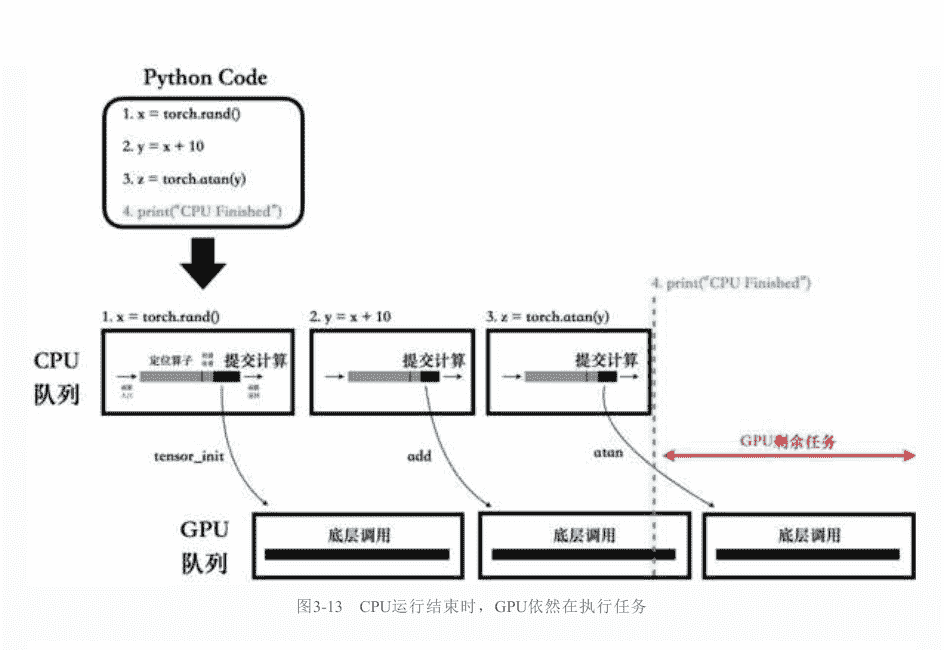 Python Code
1. x = torch.rand()
2. y = x + 10
3. z = torch.atan(y)
4. print("CPU Finished")
4. print("CPU Finished")
1. x = torch.rand()
2. y = x + 10
3. z = torch.atan(y)
CPU
队列
定位算子
提交计算
提交计算
提交计算
GPU剩余任务
tensor_init
add
atan
GPU
队列
底层调用
底层调用
底层调用
图3-13 CPU运行结束时，GPU依然在执行任务